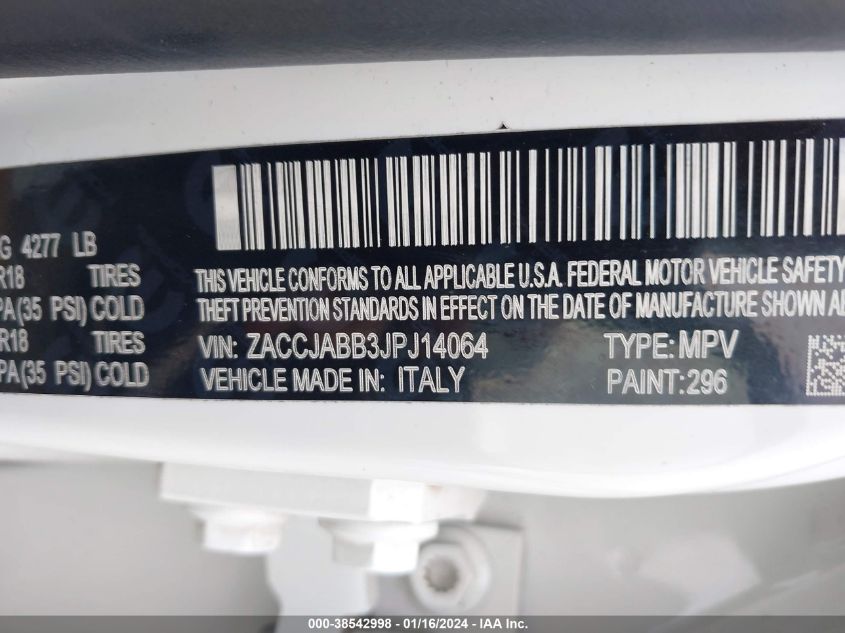 G 4277 LB
R18 TIRES
PA(35 PSI)COLD
R18 TIRES
PA(35 PSI)COLD
THIS VEHICLE CONFORMS TO ALL APPLICABLE U.S.A. FEDERAL MOTOR VEHICLE SAFETY
THEFT PREVENTION STANDARDS IN EFFECT ON THE DATE OF MANUFACTURE SHOWN AB
VIN: ZACCJABB3JPJ14064 TYPE:MPV
VEHICLE MADE IN: ITALY PAINT:296
000-38542998 - 01/16/2024 - IAA Inc.